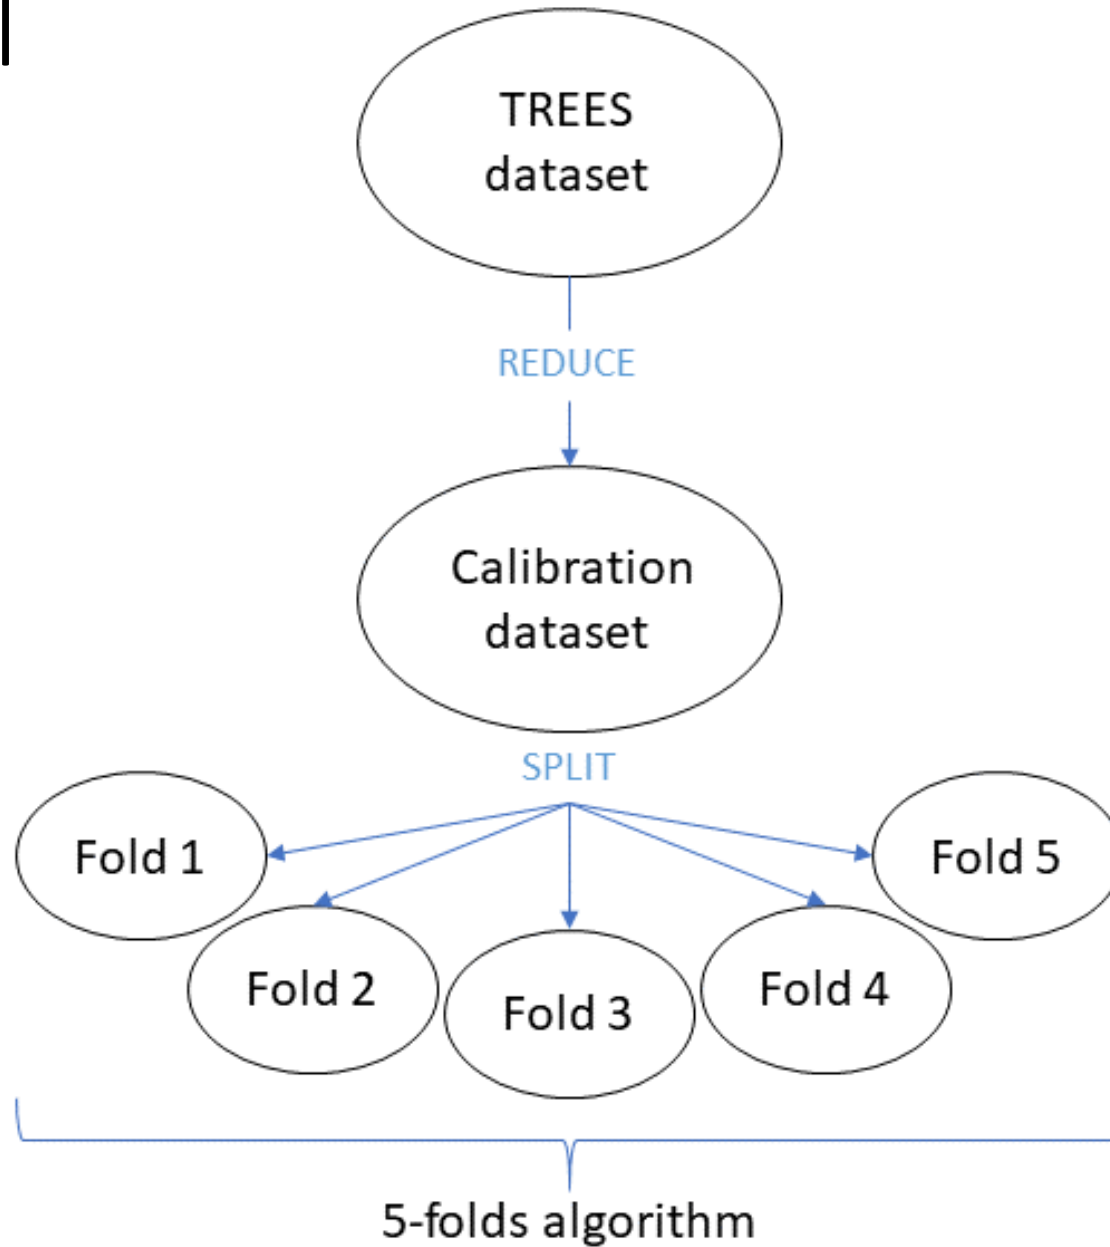 TREES
dataset
REDUCE
Calibration
dataset
SPLIT
Fold 1
Fold 2
Fold 3
Fold 4
Fold 5
5-folds algorithm